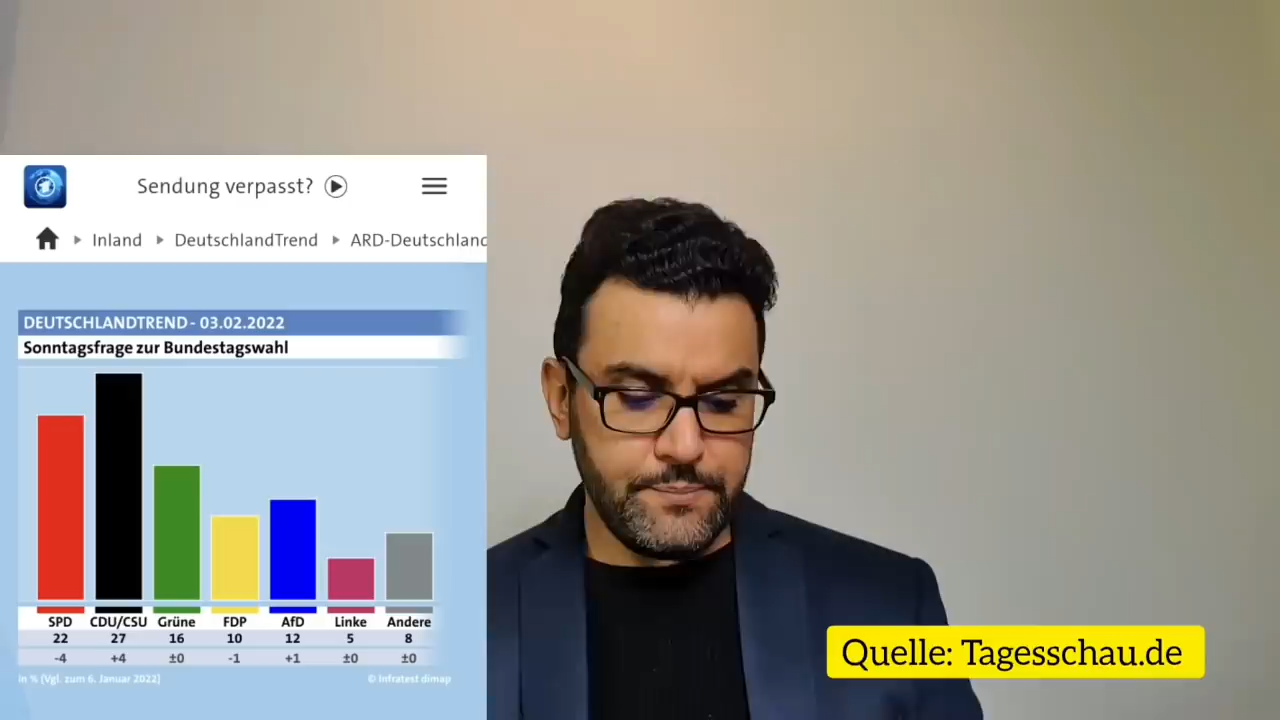 Sendung verpasst?
Inland DeutschlandTrend ARD-Deutschland
DEUTSCHLANDTREND - 03.02.2022
Sonntagsfrage zur Bundestagswahl
SPD CDU/CSU Grüne FDP AfD Linke Andere
22 27 16 10 12 5 8
-4 +4 ±0 -1 +1 ±0 ±0
in % (Vgl. zum 6. Januar 2022) © Infratest dimap
Quelle: Tagesschau.de